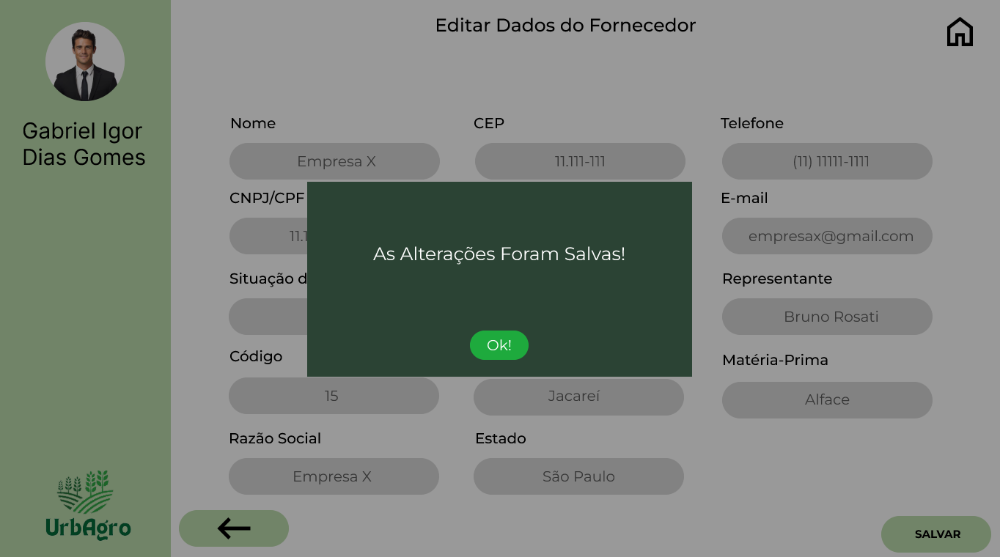 Editar Dados do Fornecedor
Gabriel Igor
Dias Gomes
Nome
CEP
Telefone
Empresa X
11.111-111
(11) 11111-1111
CNPJ/CPF
E-mail
11.1
empresax@gmail.com
As Alterações Foram Salvas!
Situação d
Representante
Bruno Rosati
Ok!
Código
Matéria-Prima
15
Jacareí
Alface
Razão Social
Estado
Empresa X
São Paulo
UrbAgro
SALVAR